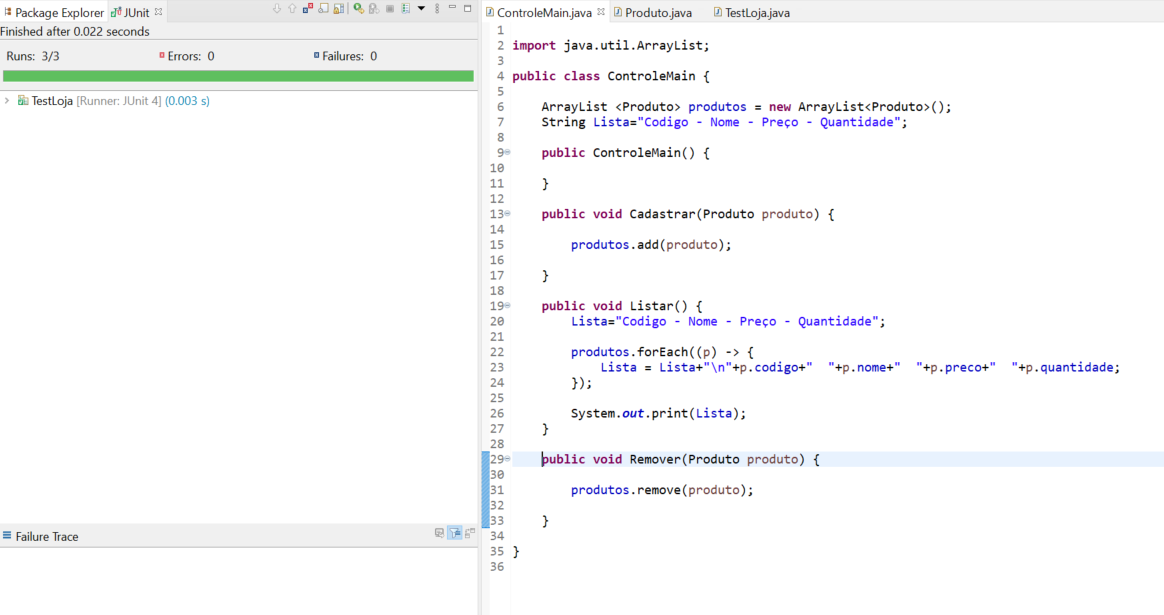 Package Explorer JUnit
Finished after 0.022 seconds
Runs: 3/3 Errors: 0 Failures: 0
TestLoja [Runner: JUnit 4] (0.003 s)
Failure Trace
ControleMain.java Produto.java TestLoja.java
1
2 import java.util.ArrayList;
3
4 public class ControleMain {
5
6 ArrayList <Produto> produtos = new ArrayList<Produto>();
7 String Lista="Codigo - Nome - Preço - Quantidade";
8
9 public ControleMain() {
10
11 }
12
13 public void Cadastrar(Produto produto) {
14
15 produtos.add(produto);
16
17 }
18
19 public void Listar() {
20 Lista="Codigo - Nome - Preço - Quantidade";
21
22 produtos.forEach((p) -> {
23 Lista = Lista+"\n"+p.codigo+"  "+p.nome+"  "+p.preco+"  "+p.quantidade;
24 });
25
26 System.out.print(Lista);
27 }
28
29 public void Remover(Produto produto) {
30
31 produtos.remove(produto);
32
33 }
34
35 }
36